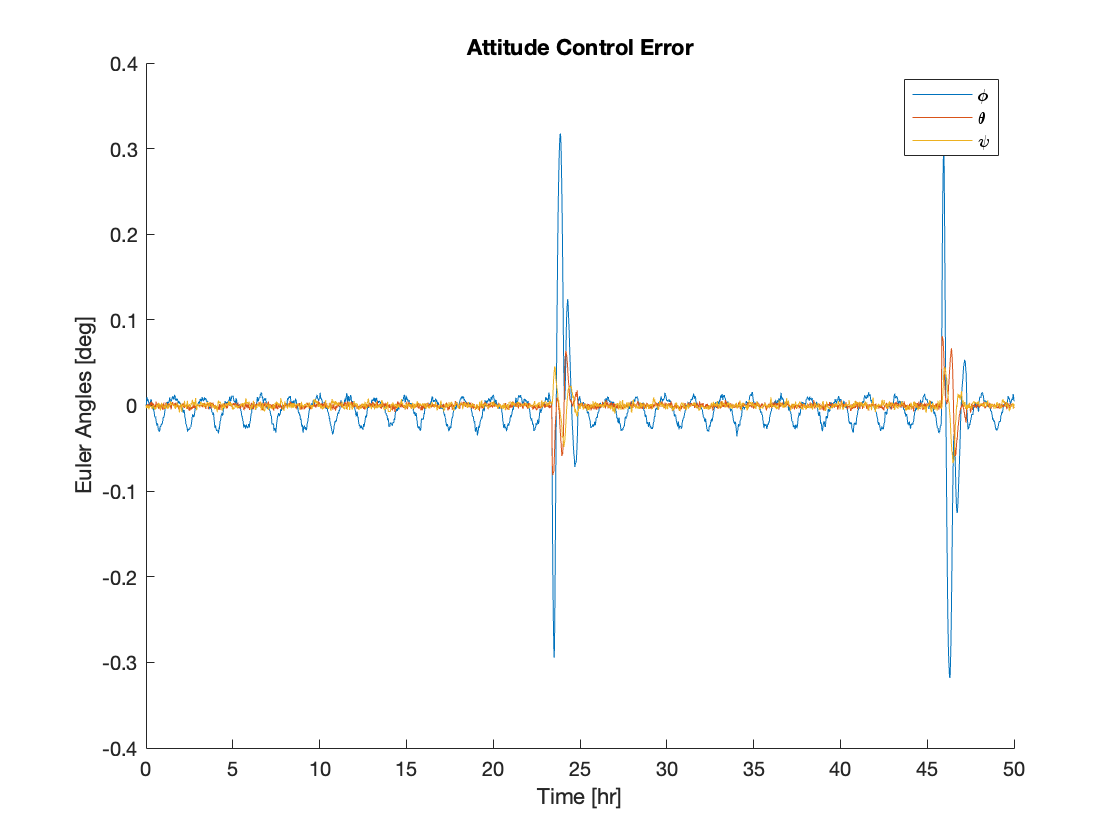 Attitude Control Error
0.4
0.3
0.2
0.1
0
-0.1
-0.2
-0.3
-0.4
Euler Angles [deg]
0 5 10 15 20 25 30 35 40 45 50
Time [hr]
ϕ
θ
ψ